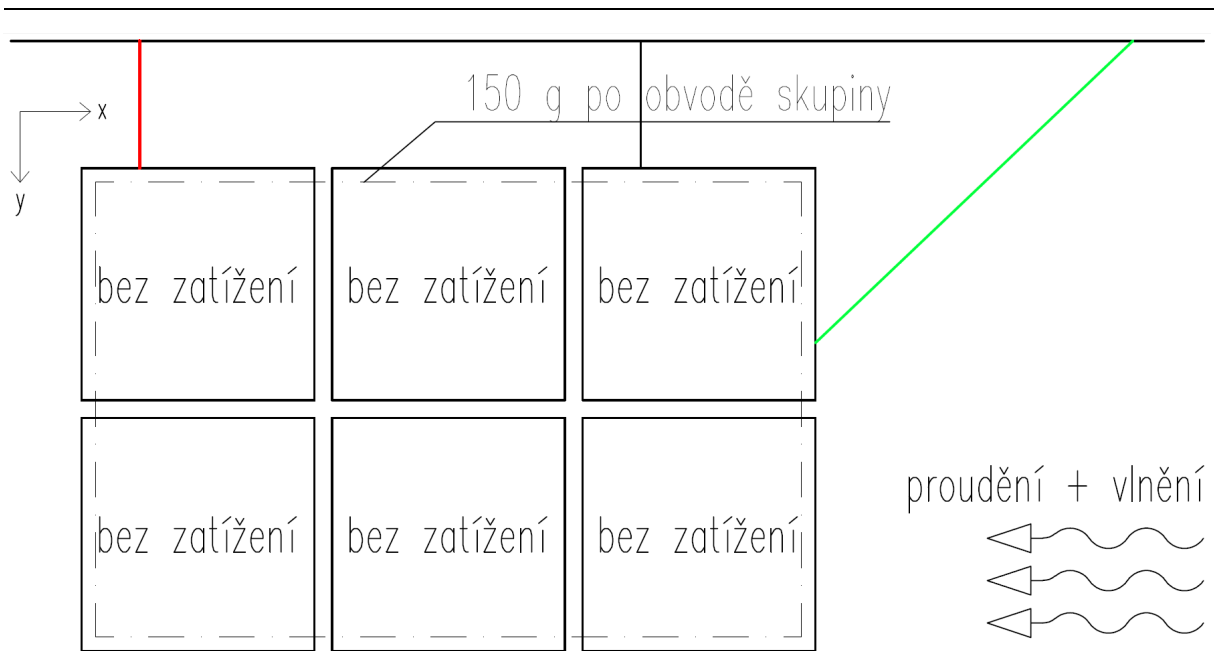 150 g po obvodě skupiny
x
y
bez zatížení bez zatížení bez zatížení
bez zatížení bez zatížení bez zatížení
proudění + vlnění